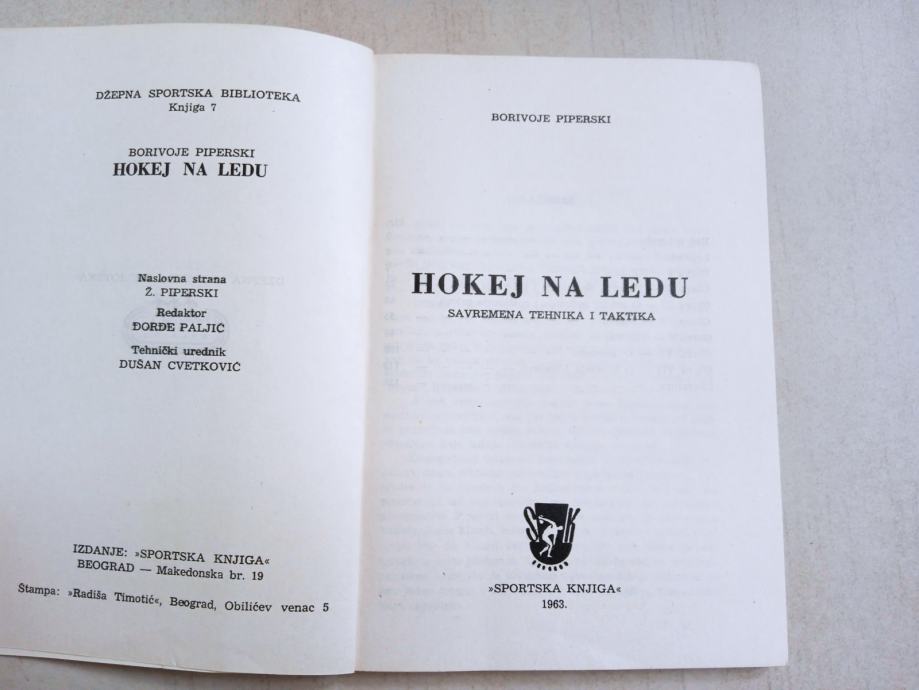 DŽEPNA SPORTSKA BIBLIOTEKA
Knjiga 7
BORIVOJE PIPERSKI
HOKEJ NA LEDU
Naslovna strana
Ž. PIPERSKI
Redaktor
ĐORĐE PALJIĆ
Tehnički urednik
DUŠAN CVETKOVIĆ
IZDANJE: »SPORTSKA KNJIGA«
BEOGRAD — Makedonska br. 19
Štampa: »Radiša Timotić«, Beograd, Obilićev venac 5
BORIVOJE PIPERSKI
HOKEJ NA LEDU
SAVREMENA TEHNIKA I TAKTIKA
S K
BEOGRAD
»SPORTSKA KNJIGA«
1963.